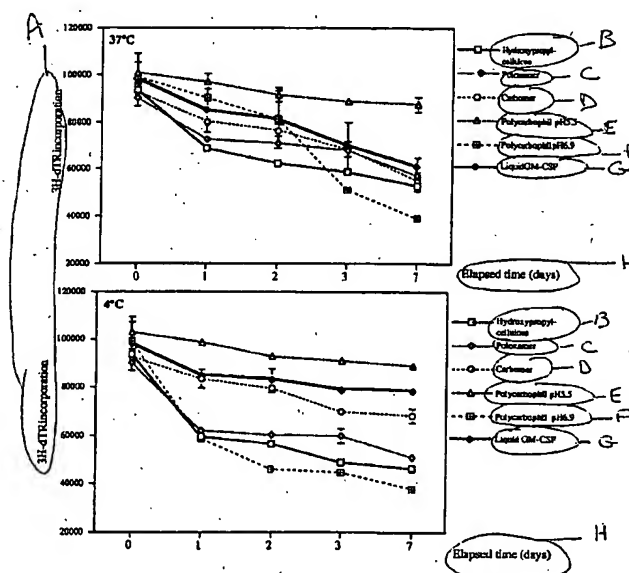 A
37°C
100000
80000
60000
40000
20000
120000
3H-dTR incorporation
0
1
2
3
7
Elapsed time (days)
H
Hydroxypropyl-
cellulose
B
Poloxamer
C
Carbomer
D
Polycarbophil pH5.5
E
Polycarbophil pH6.9
F
Liquid GM-CSF
G
4°C
120000
100000
80000
60000
40000
20000
3H-dTR incorporation
0
1
2
3
7
Elapsed time (days)
H
Hydroxypropyl-
cellulose
B
Poloxamer
C
Carbomer
D
Polycarbophil pH5.5
E
Polycarbophil pH6.9
F
Liquid GM-CSF
G